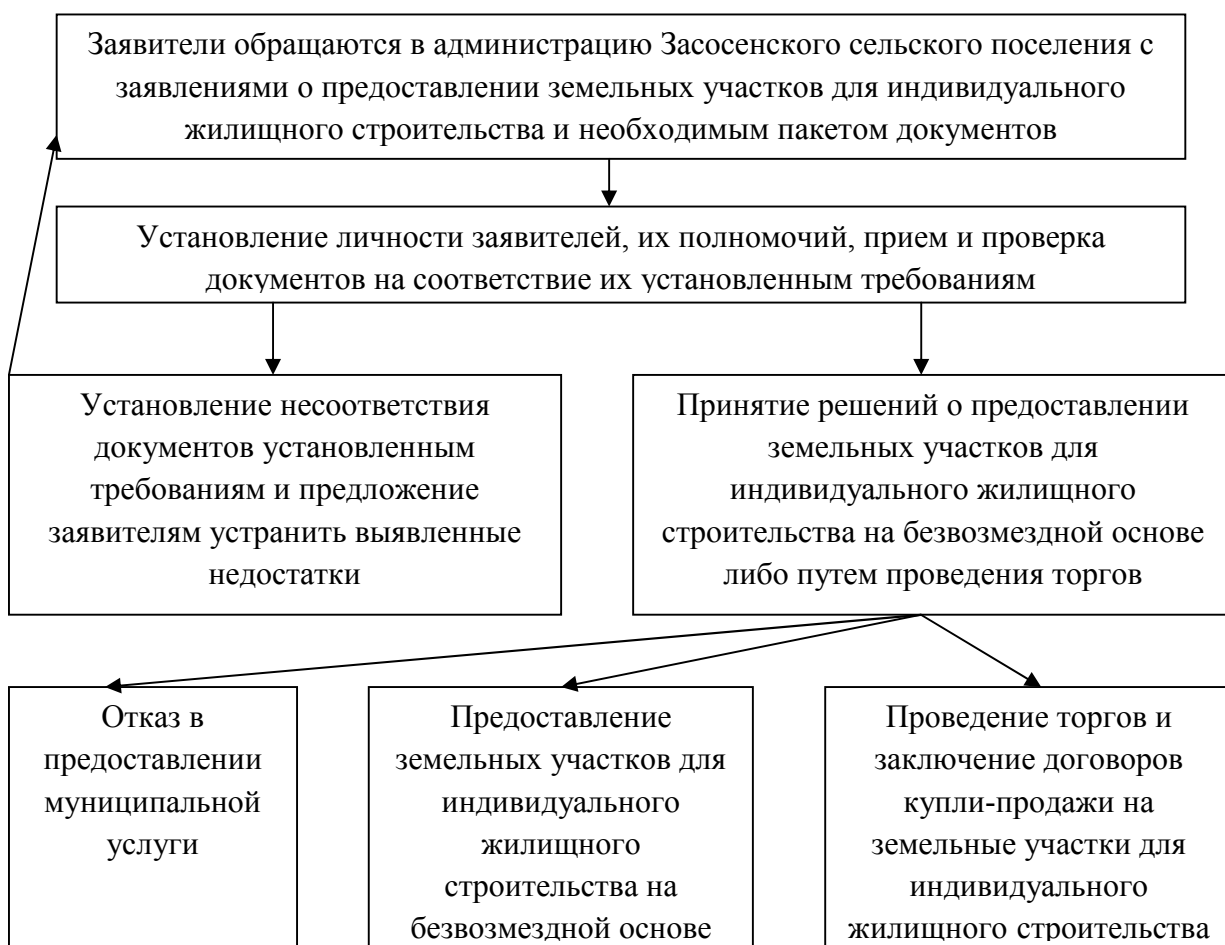 Заявители обращаются в администрацию Засосенского сельского поселения с
заявлениями о предоставлении земельных участков для индивидуального
жилищного строительства и необходимым пакетом документов
Установление личности заявителей, их полномочий, прием и проверка
документов на соответствие их установленным требованиям
Установление несоответствия
документов установленным
требованиям и предложение
заявителям устранить выявленные
недостатки
Принятие решений о предоставлении
земельных участков для
индивидуального жилищного
строительства на безвозмездной основе
либо путем проведения торгов
Отказ в
предоставлении
муниципальной
услуги
Предоставление
земельных участков для
индивидуального
жилищного
строительства на
безвозмездной основе
Проведение торгов и
заключение договоров
купли-продажи на
земельные участки для
индивидуального
жилищного строительства